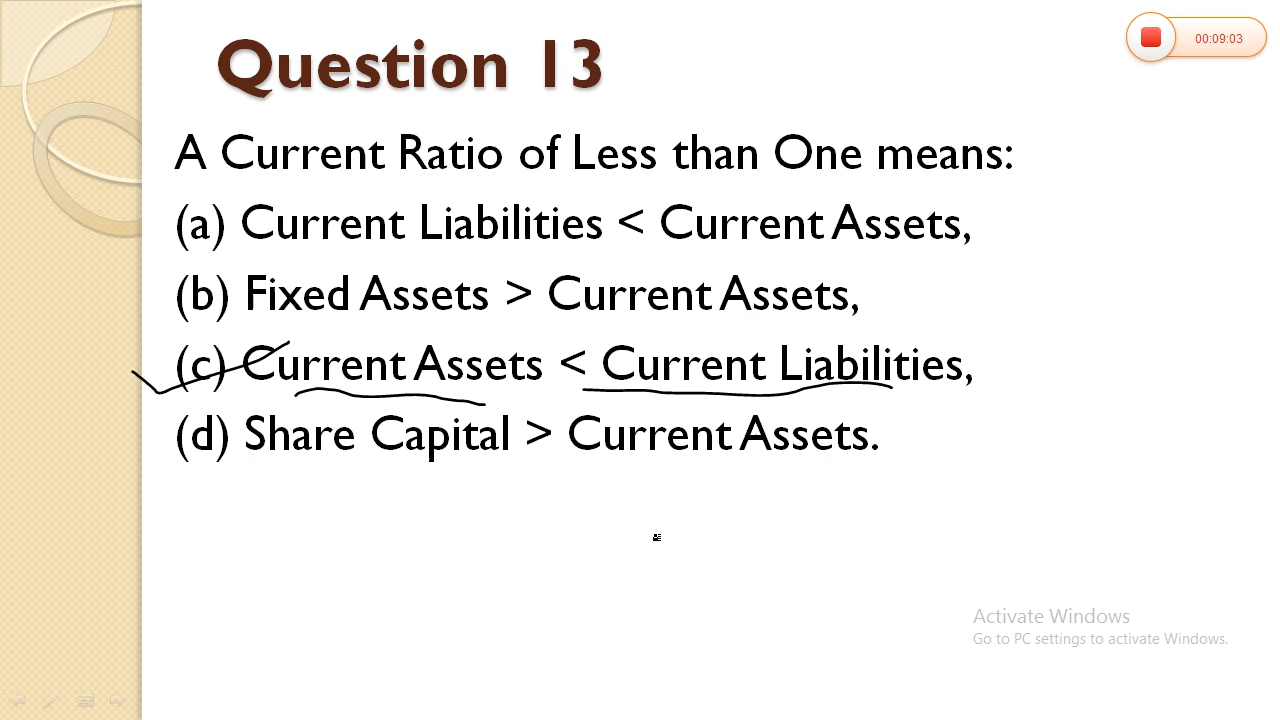 Question 13
00:09:03
A Current Ratio of Less than One means:
(a) Current Liabilities < Current Assets,
(b) Fixed Assets > Current Assets,
(c) Current Assets < Current Liabilities,
(d) Share Capital > Current Assets.
Activate Windows
Go to PC settings to activate Windows.